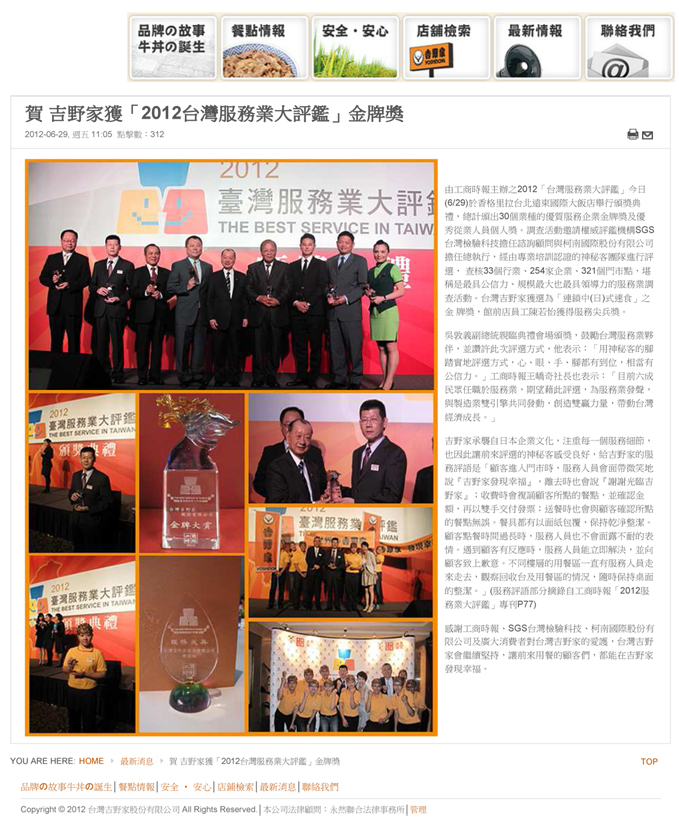 品牌の故事
牛丼の誕生
餐點情報
安全・安心
店舖檢索
最新情報
聯絡我們
賀 吉野家獲「2012台灣服務業大評鑑」金牌獎
2012-06-29, 週五 11:05 點擊數：312
2012
臺灣服務業大評鑑
THE BEST SERVICE IN TAIWAN
由工商時報主辦之2012「台灣服務業大評鑑」今日
(6/29)於香格里拉台北遠東國際大飯店舉行頒獎典
禮、總計頒出30個業種的優質服務企業金牌獎及優
秀從業人員個人獎。調查活動邀請權威評鑑機構SGS
台灣檢驗科技擔任諮詢顧問與柯南國際股份有限公司
擔任總執行，經由專業培訓認證的神秘客團隊進行評
選， 查核33個行業、254家企業、321個門市點，堪
稱是最具公信力、規模最大也最具領導力的服務業調
查活動。台灣吉野家獲選為「連鎖中(日)式速食」之
金 牌獎，館前店員工陳若怡獲得服務尖兵獎。
吳敦義副總統親臨典禮會場頒獎，鼓勵台灣服務業夥
伴，並讚許此次評選方式，他表示：「用神秘客的腳
踏實地評選方式，心、眼、手、腳都有到位，相當有
公信力。」工商時報王嶠奇社長也表示：「目前六成
民眾任職於服務業，期望藉此評選，為服務業發聲，
與製造業雙引擎共同發動，創造雙贏力量，帶動台灣
經濟成長。」
吉野家承襲自日本企業文化，注重每一個服務細節，
也因此讓前來評選的神秘客感受良好，給吉野家的服
務評語是「顧客進入門市時，服務人員會面帶微笑地
說『吉野家發現幸福』，離去時也會說『謝謝光臨吉
野家』；收費時會複誦顧客所點的餐點，並確認金
額，再以雙手交付發票；送餐時也會與顧客確認所點
的餐點無誤。餐具都有以面紙包覆，保持乾淨整潔。
顧客點餐時間過長時，服務人員也不會面露不耐的表
情。遇到顧客有反應時，服務人員能立即解決，並向
顧客致上歉意。不同樓層的用餐區一直有服務人員走
來走去，觀察回收台及用餐區的情況，隨時保持桌面
的整潔。」(服務評語部分摘錄自工商時報「2012服
務業大評鑑」專刊P77)
感謝工商時報、SGS台灣檢驗科技、柯南國際股份有
限公司及廣大消費者對台灣吉野家的愛護，台灣吉野
家會繼續堅持，讓前來用餐的顧客們，都能在吉野家
發現幸福。
2012
臺灣服務業大評鑑
THE BEST SERVICE IN TAIWAN
頒獎典禮
金牌大賞
YOU ARE HERE: HOME 最新消息 賀 吉野家獲「2012台灣服務業大評鑑」金牌獎
TOP
品牌の故事牛丼の誕生│餐點情報│安全 ・ 安心│店鋪檢索│最新消息│聯絡我們
Copyright © 2012 台灣吉野家股份有限公司 All Rights Reserved.│本公司法律顧問：永然聯合法律事務所│管理